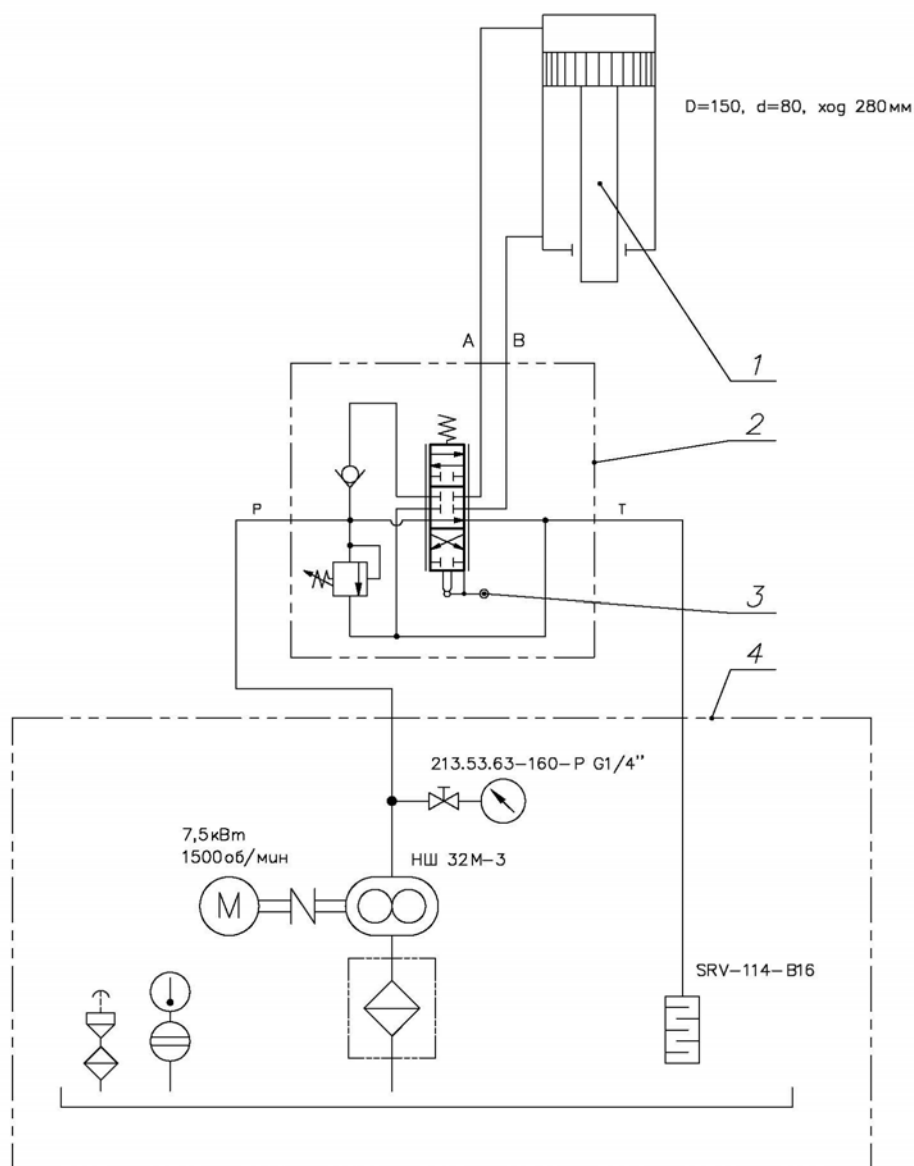 D=150, d=80, ход 280мм
1
A
B
2
P
T
3
4
213.53.63-160-P G1/4"
7,5кВт
1500об/мин
НШ 32М-3
M
SRV-114-B16